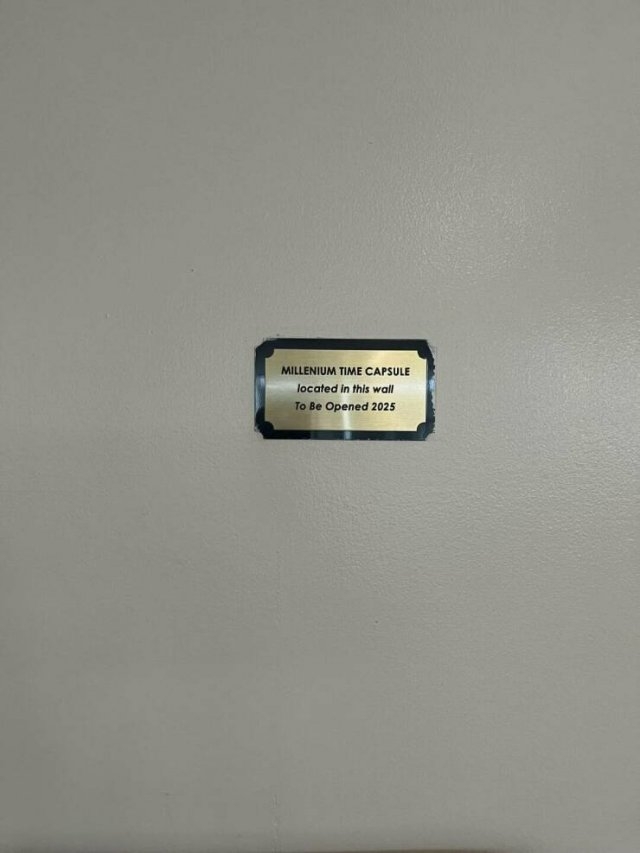 MILLENIUM TIME CAPSULE
located in this wall
To Be Opened 2025